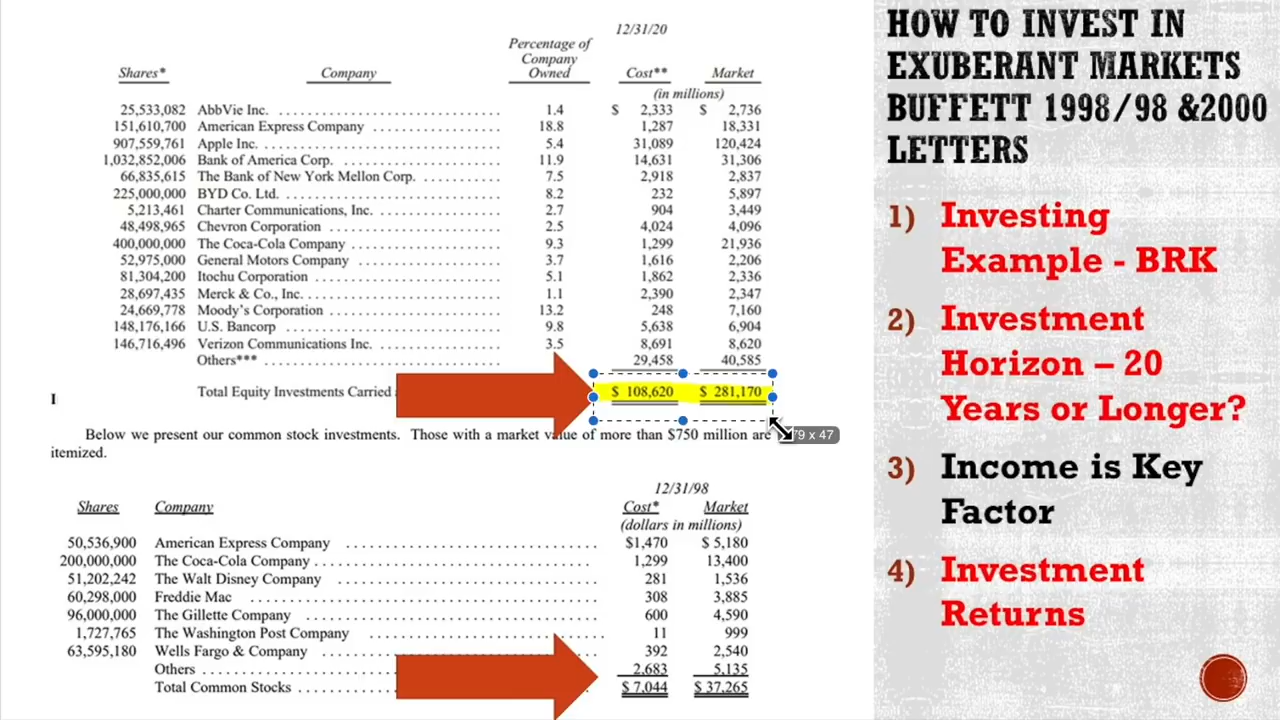 12/31/20
Percentage of
Company
Owned
Shares* Company Cost** Market
(in millions)
25,533,082 AbbVie Inc. 1.4 $ 2,333 $ 2,736
151,610,700 American Express Company 18.8 1,287 18,331
907,559,761 Apple Inc. 5.4 31,089 120,424
1,032,852,006 Bank of America Corp. 11.9 14,631 31,306
66,835,615 The Bank of New York Mellon Corp. 7.5 2,918 2,837
225,000,000 BYD Co. Ltd. 8.2 232 5,897
5,213,461 Charter Communications, Inc. 2.7 904 3,449
48,498,965 Chevron Corporation 2.5 4,024 4,096
400,000,000 The Coca-Cola Company 9.3 1,299 21,936
52,975,000 General Motors Company 3.7 1,616 2,206
81,304,200 Itochu Corporation 5.1 1,862 2,336
28,697,435 Merck & Co., Inc. 1.1 2,390 2,347
24,669,778 Moody's Corporation 13.2 248 7,160
148,176,166 U.S. Bancorp 9.8 5,638 6,904
146,716,496 Verizon Communications Inc. 3.5 8,691 8,620
Others*** 29,458 40,585
Total Equity Investments Carried $ 108,620 $ 281,170
I
Below we present our common stock investments. Those with a market value of more than $750 million are
itemized.
79 x 47
12/31/98
Shares Company Cost* Market
(dollars in millions)
50,536,900 American Express Company $1,470 $ 5,180
200,000,000 The Coca-Cola Company 1,299 13,400
51,202,242 The Walt Disney Company 281 1,536
60,298,000 Freddie Mac 308 3,885
96,000,000 The Gillette Company 600 4,590
1,727,765 The Washington Post Company 11 999
63,595,180 Wells Fargo & Company 392 2,540
Others 2,683 5,135
Total Common Stocks $ 7,044 $ 37,265
HOW TO INVEST IN
EXUBERANT MARKETS
BUFFETT 1998/98 &2000
LETTERS
1) Investing
Example - BRK
2) Investment
Horizon – 20
Years or Longer?
3) Income is Key
Factor
4) Investment
Returns